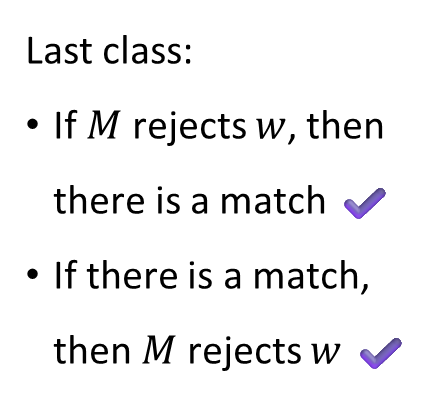 Last class:
• If M rejects w, then
there is a match ✔
• If there is a match,
then M rejects w ✔